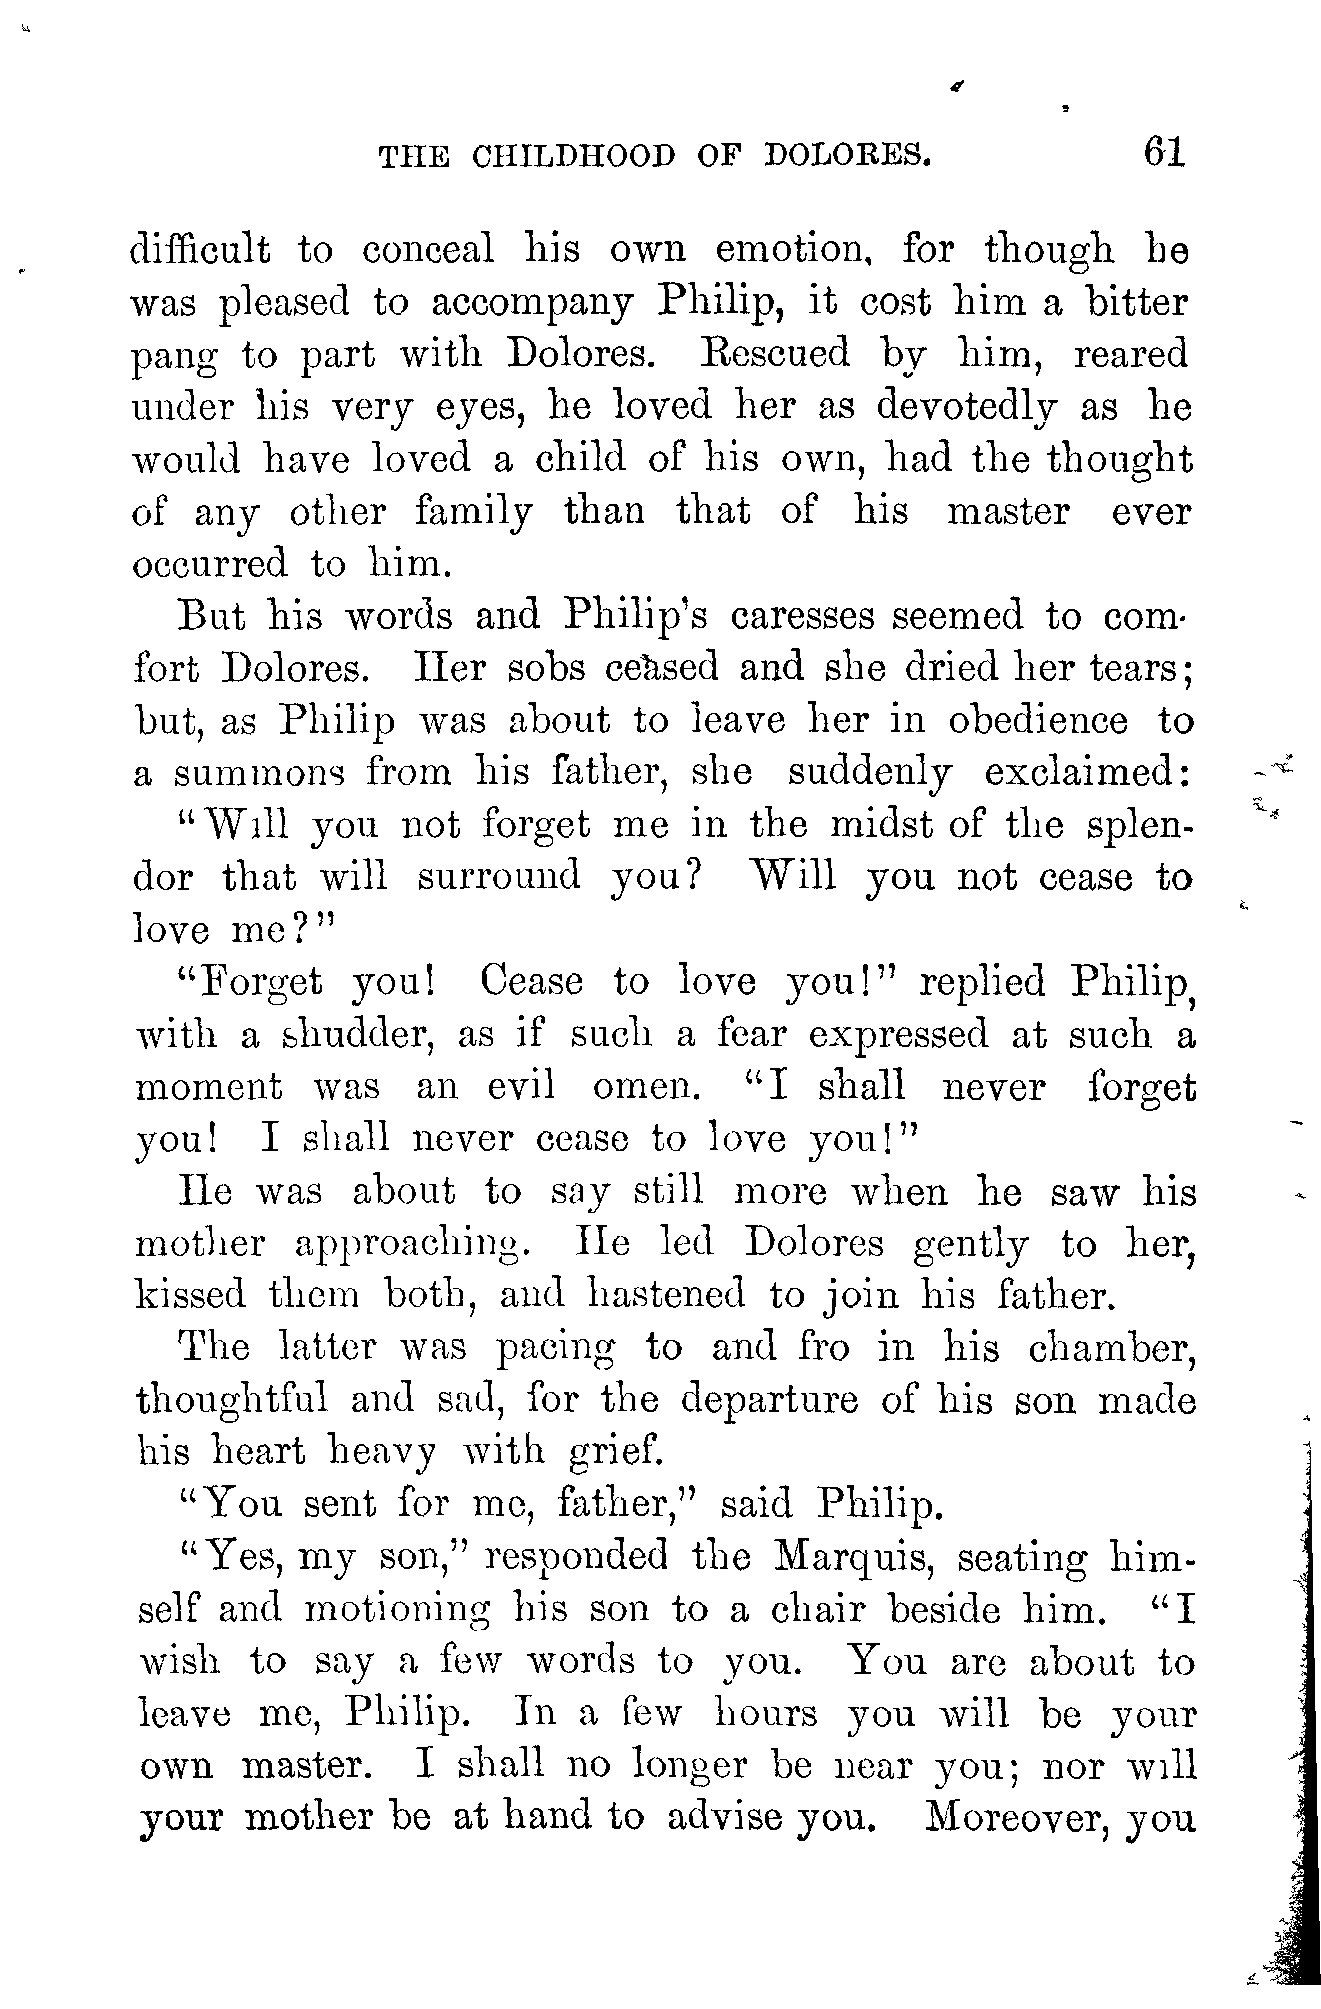 THE CHILDHOOD OF DOLORES. 61
difficult to conceal his own emotion, for though he
was pleased to accompany Philip, it cost him a bitter
pang to part with Dolores. Rescued by him, reared
under his very eyes, he loved her as devotedly as he
would have loved a child of his own, had the thought
of any other family than that of his master ever
occurred to him.
But his words and Philip's caresses seemed to com-
fort Dolores. Her sobs ceased and she dried her tears;
but, as Philip was about to leave her in obedience to
a summons from his father, she suddenly exclaimed:
"Will you not forget me in the midst of the splen-
dor that will surround you? Will you not cease to
love me?"
"Forget you! Cease to love you!" replied Philip,
with a shudder, as if such a fear expressed at such a
moment was an evil omen. "I shall never forget
you! I shall never cease to love you!"
He was about to say still more when he saw his
mother approaching. He led Dolores gently to her,
kissed them both, and hastened to join his father.
The latter was pacing to and fro in his chamber,
thoughtful and sad, for the departure of his son made
his heart heavy with grief.
"You sent for me, father," said Philip.
"Yes, my son," responded the Marquis, seating him-
self and motioning his son to a chair beside him. "I
wish to say a few words to you. You are about to
leave me, Philip. In a few hours you will be your
own master. I shall no longer be near you; nor will
your mother be at hand to advise you. Moreover, you